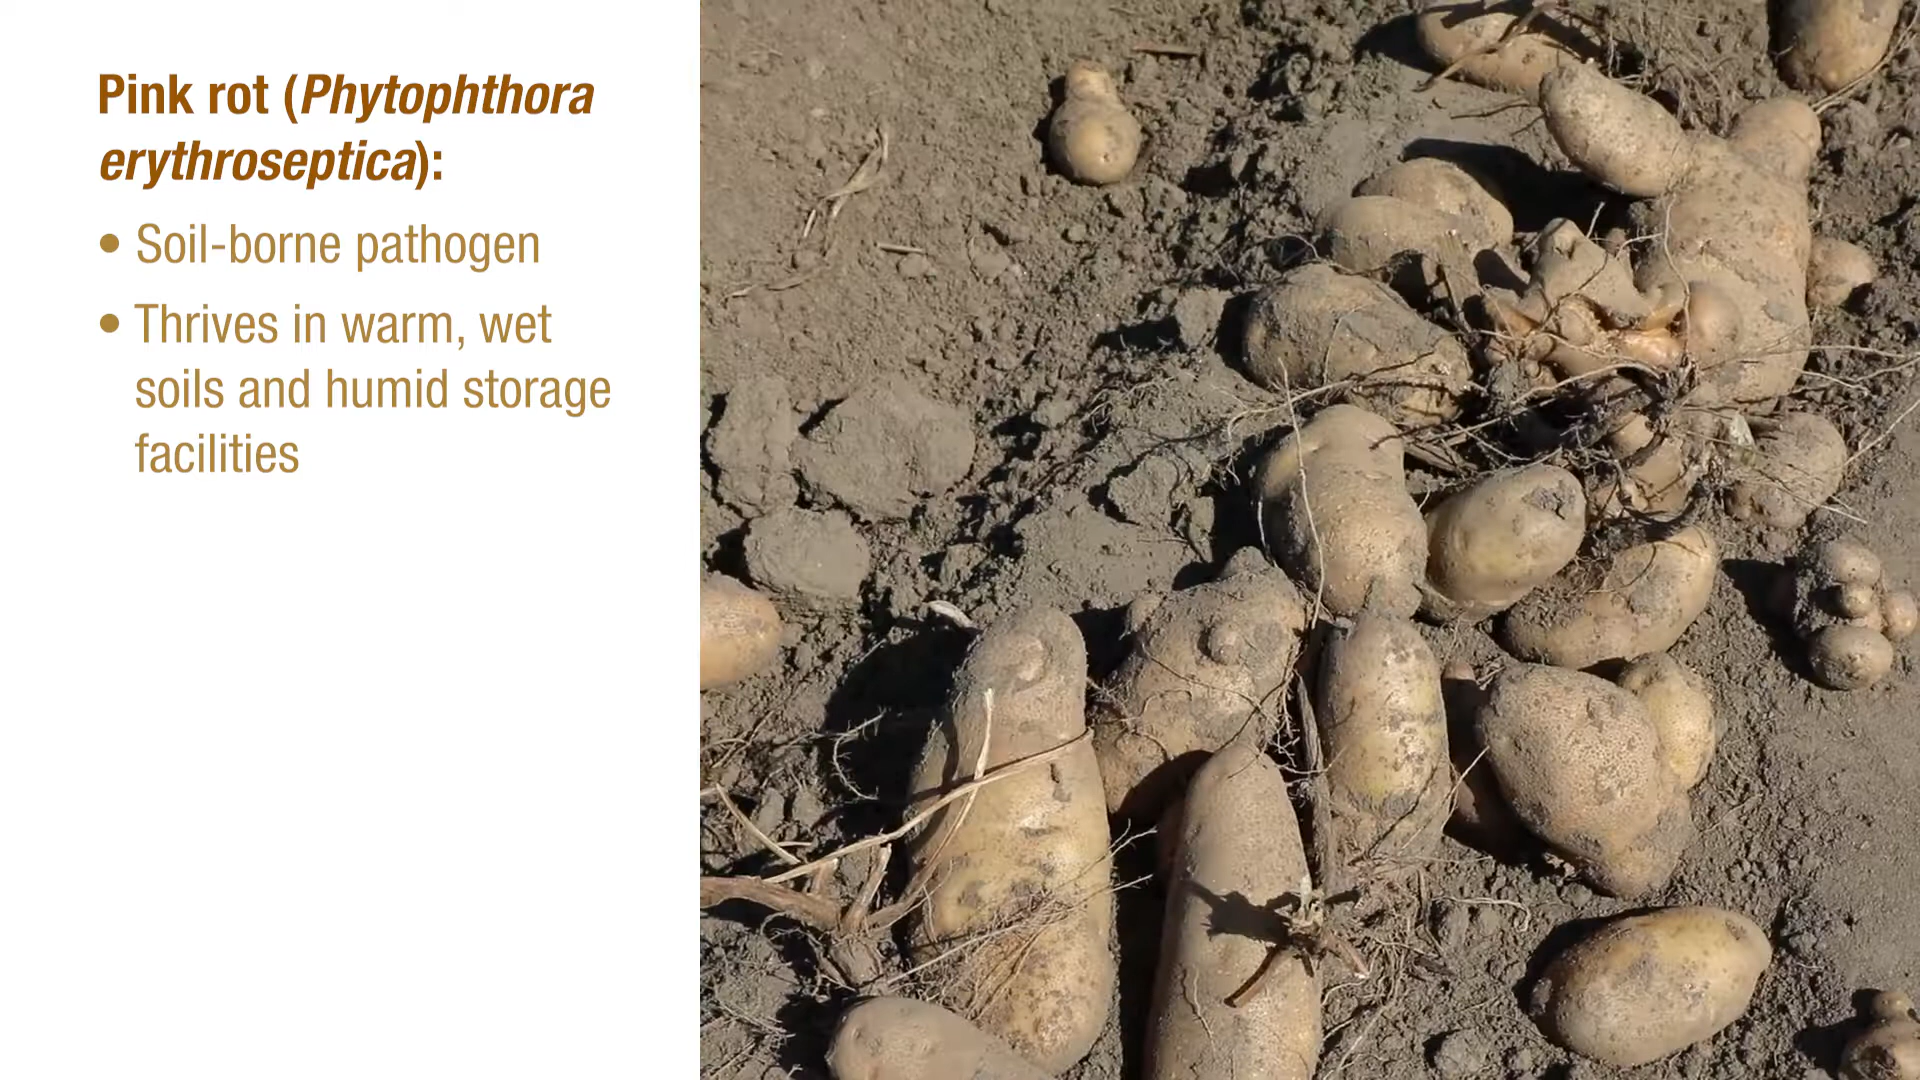 Pink rot (Phytophthora
erythroseptica):
• Soil-borne pathogen
• Thrives in warm, wet
soils and humid storage
facilities